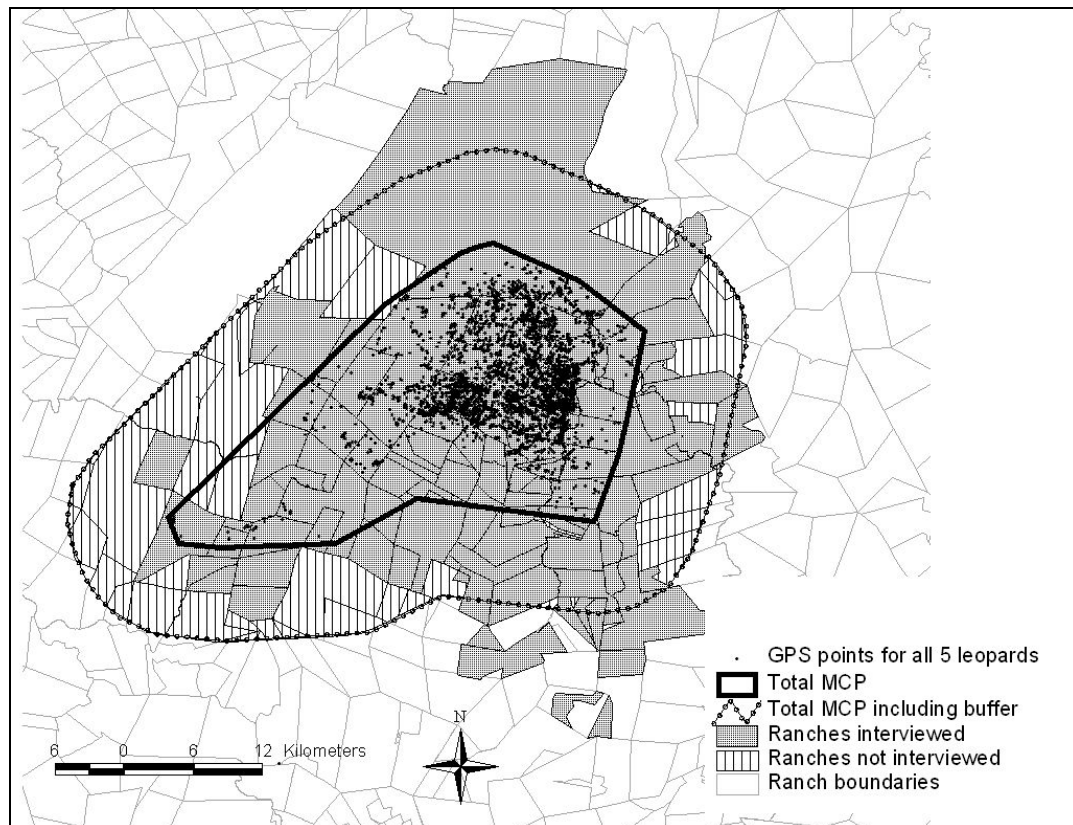 GPS points for all 5 leopards
Total MCP
Total MCP including buffer
Ranches interviewed
Ranches not interviewed
Ranch boundaries
N
6 0 6 12 Kilometers